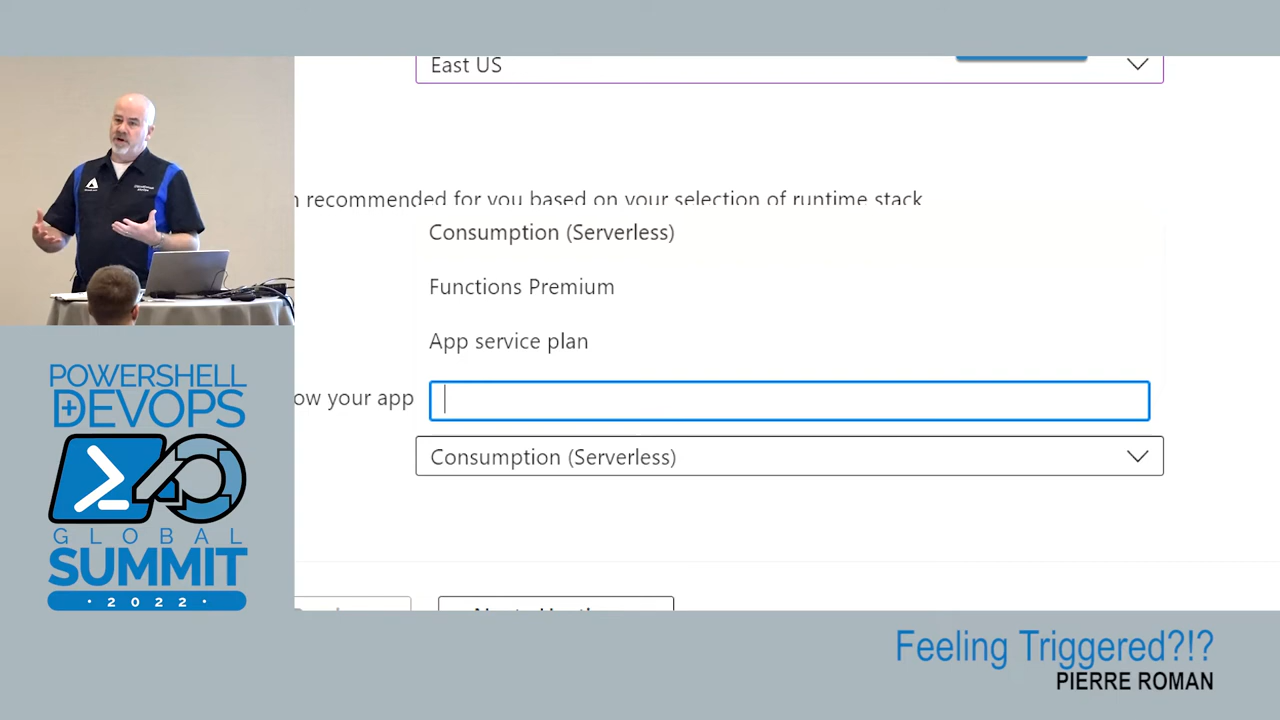 East US
n recommended for you based on your selection of runtime stack
Consumption (Serverless)
Functions Premium
App service plan
ow your app
Consumption (Serverless)
POWERSHELL
DEVOPS
GLOBAL
SUMMIT
· 2022 ·
Feeling Triggered?!?
PIERRE ROMAN